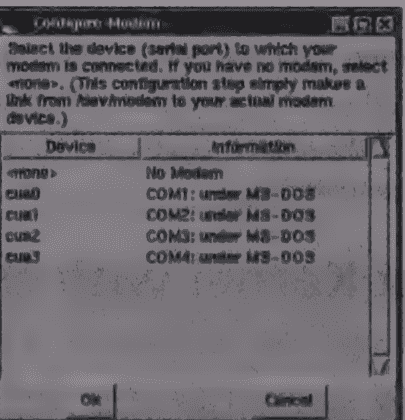 Configure Modem
Select the device (serial port) to which your
modem is connected. If you have no modem, select
<none>. (This configuration step simply makes a
link from /dev/modem to your actual modem
device.)
Device Information
<none> No Modem
cua0 COM1: under MS-DOS
cua1 COM2: under MS-DOS
cua2 COM3: under MS-DOS
cua3 COM4: under MS-DOS
Ok Cancel